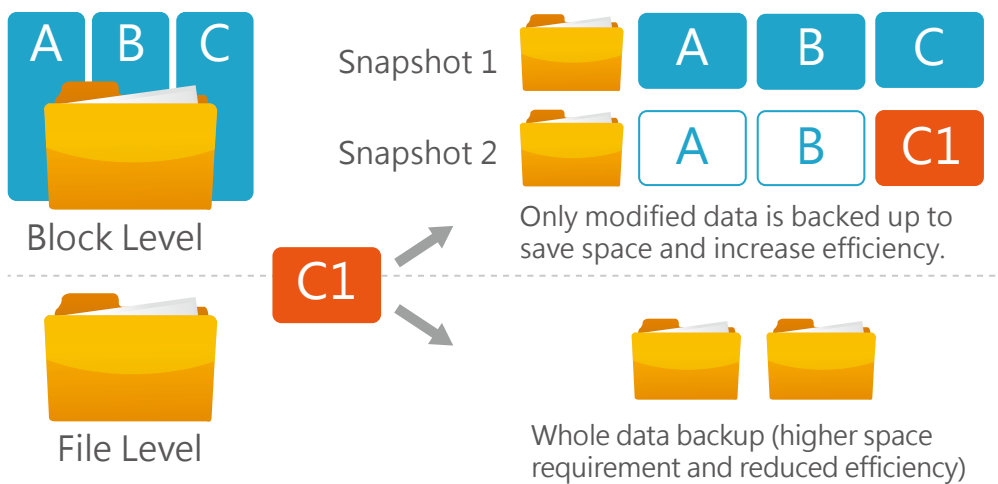 A B C
Block Level
Snapshot 1 A B C
Snapshot 2 A B C1
Only modified data is backed up to
save space and increase efficiency.
C1
File Level
Whole data backup (higher space
requirement and reduced efficiency)